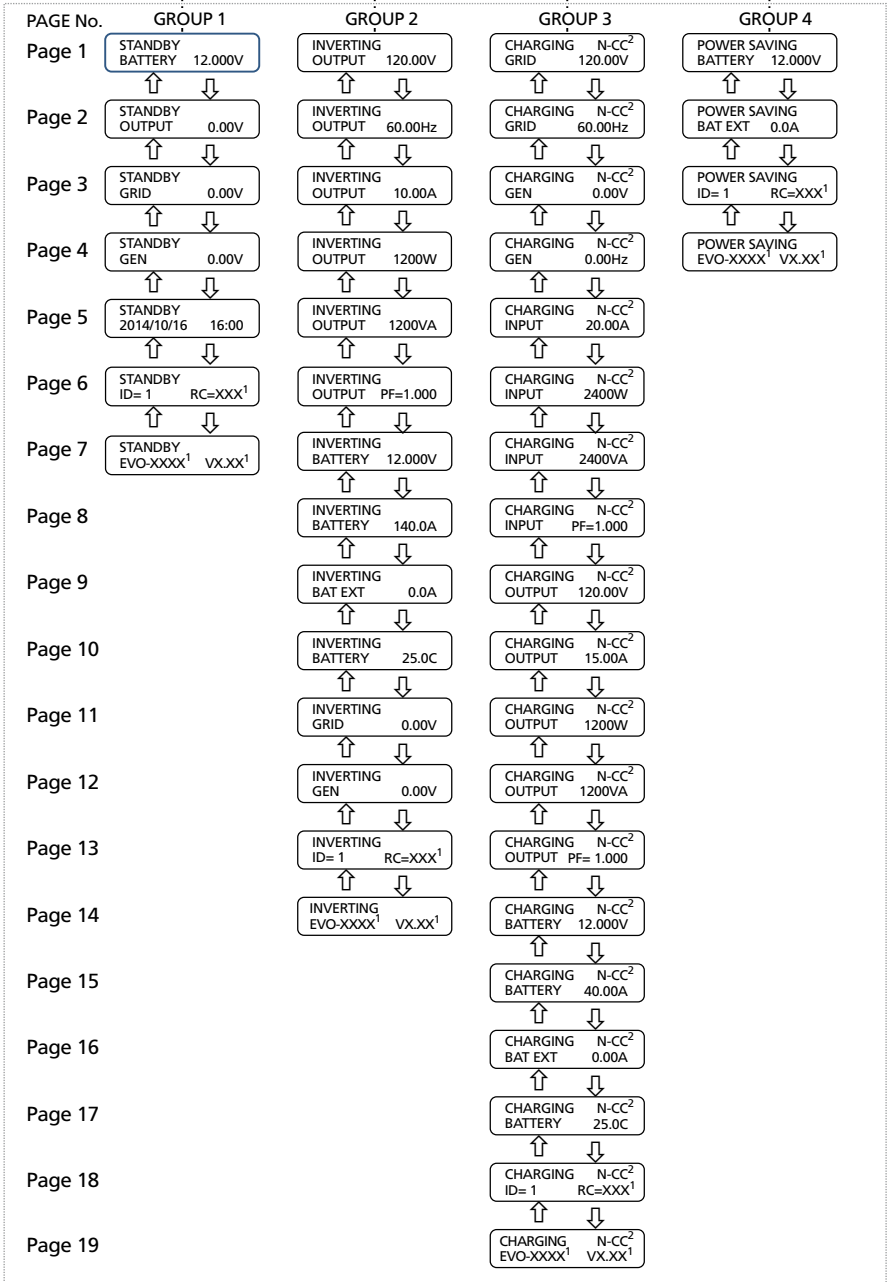 PAGE No. GROUP 1 GROUP 2 GROUP 3 GROUP 4
Page 1
STANDBY
BATTERY 12.000V
INVERTING
OUTPUT 120.00V
CHARGING N-CC²
GRID 120.00V
POWER SAVING
BATTERY 12.000V
Page 2
STANDBY
OUTPUT 0.00V
INVERTING
OUTPUT 60.00Hz
CHARGING N-CC²
GRID 60.00Hz
POWER SAVING
BAT EXT 0.0A
Page 3
STANDBY
GRID 0.00V
INVERTING
OUTPUT 10.00A
CHARGING N-CC²
GEN 0.00V
POWER SAVING
ID= 1 RC=XXX¹
Page 4
STANDBY
GEN 0.00V
INVERTING
OUTPUT 1200W
CHARGING N-CC²
GEN 0.00Hz
POWER SAVING
EVO-XXXX¹ VX.XX¹
Page 5
STANDBY
2014/10/16 16:00
INVERTING
OUTPUT 1200VA
CHARGING N-CC²
INPUT 20.00A
Page 6
STANDBY
ID= 1 RC=XXX¹
INVERTING
OUTPUT PF=1.000
CHARGING N-CC²
INPUT 2400W
Page 7
STANDBY
EVO-XXXX¹ VX.XX¹
INVERTING
BATTERY 12.000V
CHARGING N-CC²
INPUT 2400VA
Page 8
INVERTING
BATTERY 140.0A
CHARGING N-CC²
INPUT PF=1.000
Page 9
INVERTING
BAT EXT 0.0A
CHARGING N-CC²
OUTPUT 120.00V
Page 10
INVERTING
BATTERY 25.0C
CHARGING N-CC²
OUTPUT 15.00A
Page 11
INVERTING
GRID 0.00V
CHARGING N-CC²
OUTPUT 1200W
Page 12
INVERTING
GEN 0.00V
CHARGING N-CC²
OUTPUT 1200VA
Page 13
INVERTING
ID= 1 RC=XXX¹
CHARGING N-CC²
OUTPUT PF= 1.000
Page 14
INVERTING
EVO-XXXX¹ VX.XX¹
CHARGING N-CC²
BATTERY 12.000V
Page 15
CHARGING N-CC²
BATTERY 40.00A
Page 16
CHARGING N-CC²
BAT EXT 0.00A
Page 17
CHARGING N-CC²
BATTERY 25.0C
Page 18
CHARGING N-CC²
ID= 1 RC=XXX¹
Page 19
CHARGING N-CC²
EVO-XXXX¹ VX.XX¹